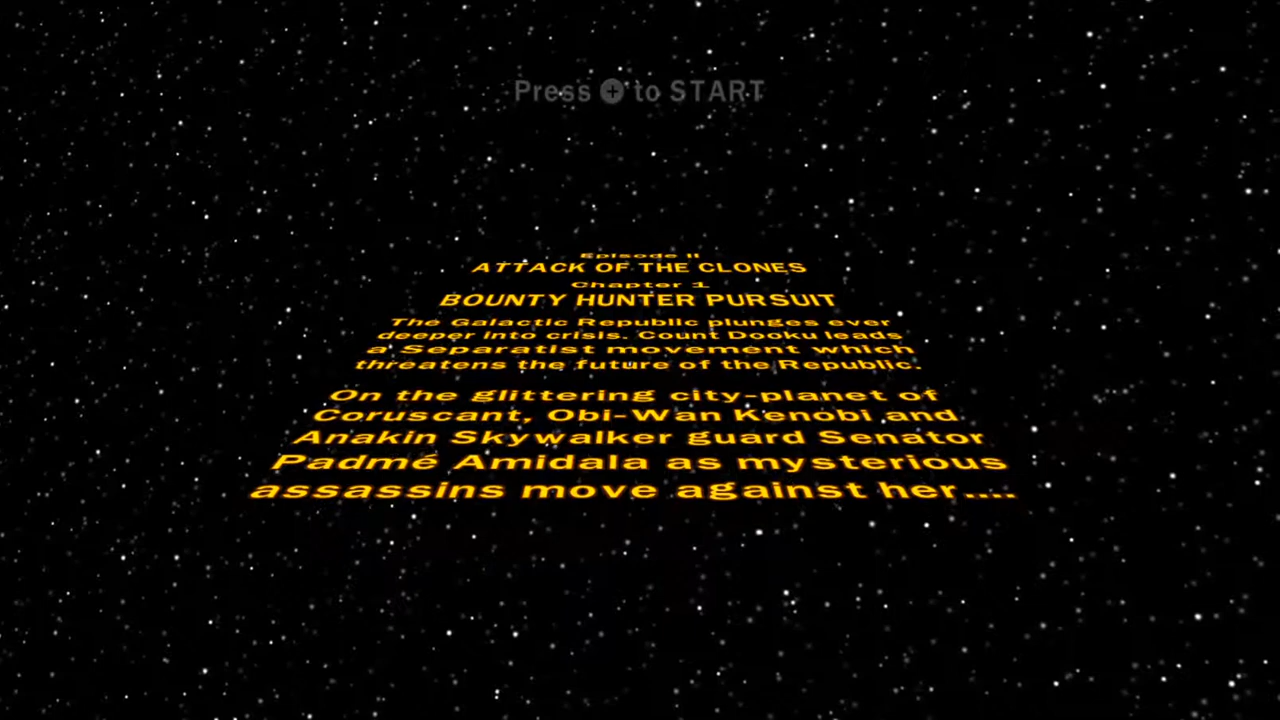 Press + to START
Episode II
ATTACK OF THE CLONES
Chapter 1
BOUNTY HUNTER PURSUIT
The Galactic Republic plunges ever
deeper into crisis. Count Dooku leads
a Separatist movement which
threatens the future of the Republic.
On the glittering city-planet of
Coruscant, Obi-Wan Kenobi and
Anakin Skywalker guard Senator
Padmé Amidala as mysterious
assassins move against her....